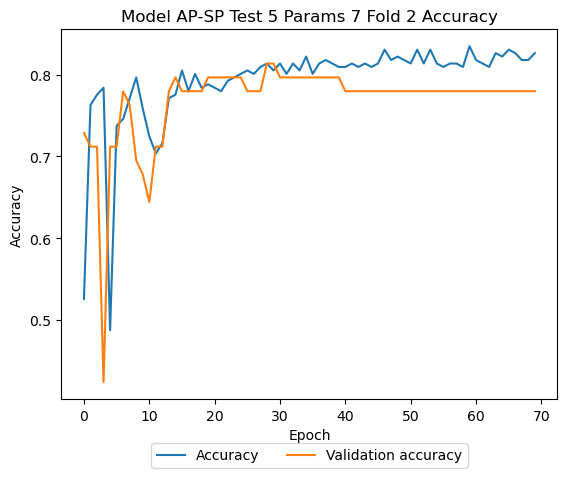 Model AP-SP Test 5 Params 7 Fold 2 Accuracy
Accuracy
0.8
0.7
0.6
0.5
0 10 20 30 40 50 60 70
Epoch
Accuracy Validation accuracy